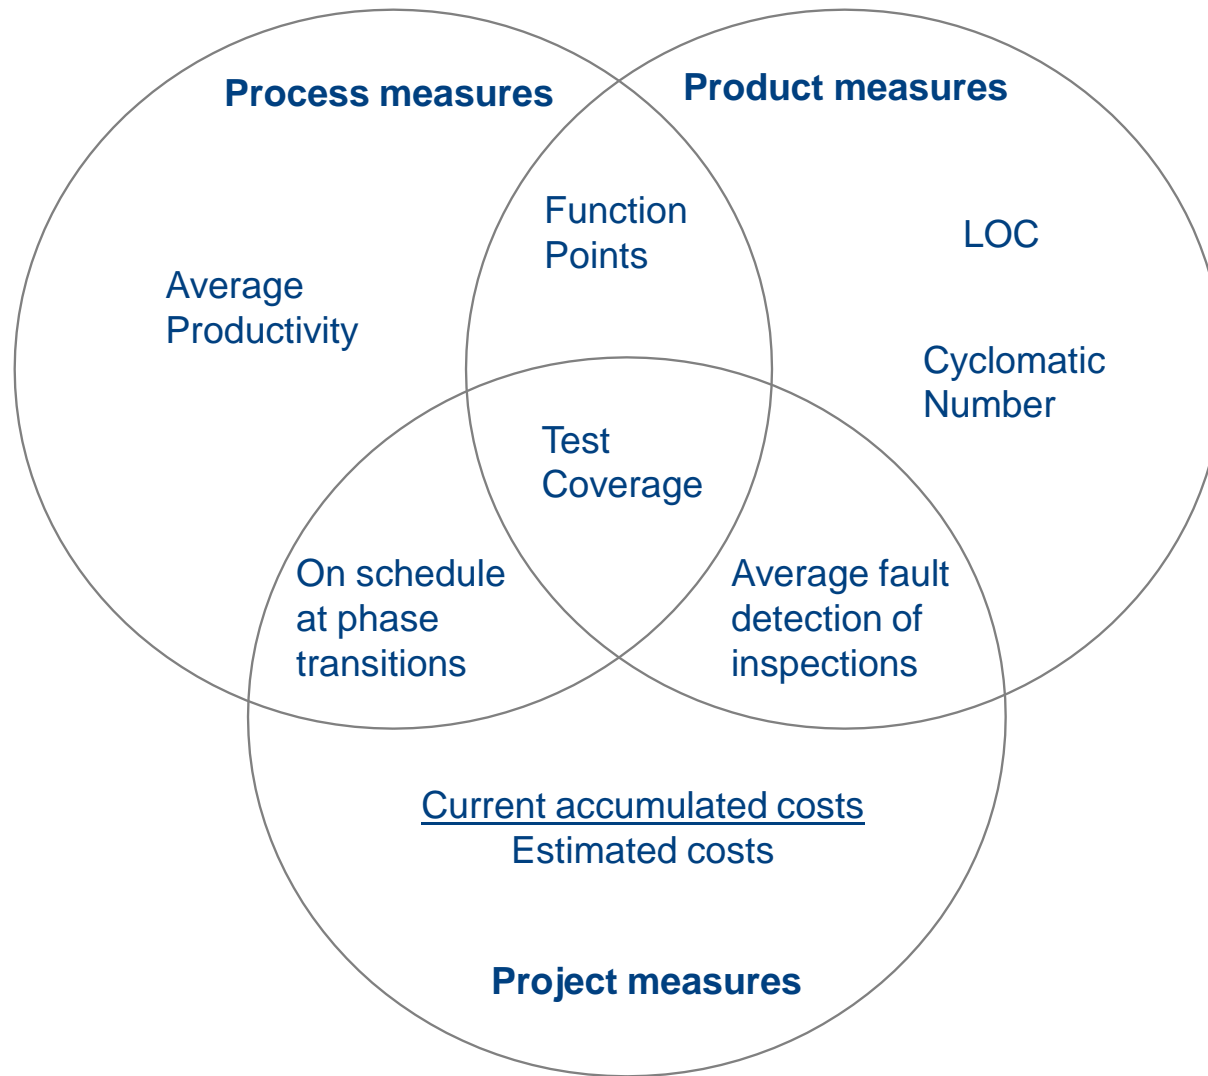 Process measures
Product measures
Function
Points
LOC
Average
Productivity
Cyclomatic
Number
Test
Coverage
On schedule
at phase
transitions
Average fault
detection of
inspections
Current accumulated costs
Estimated costs
Project measures